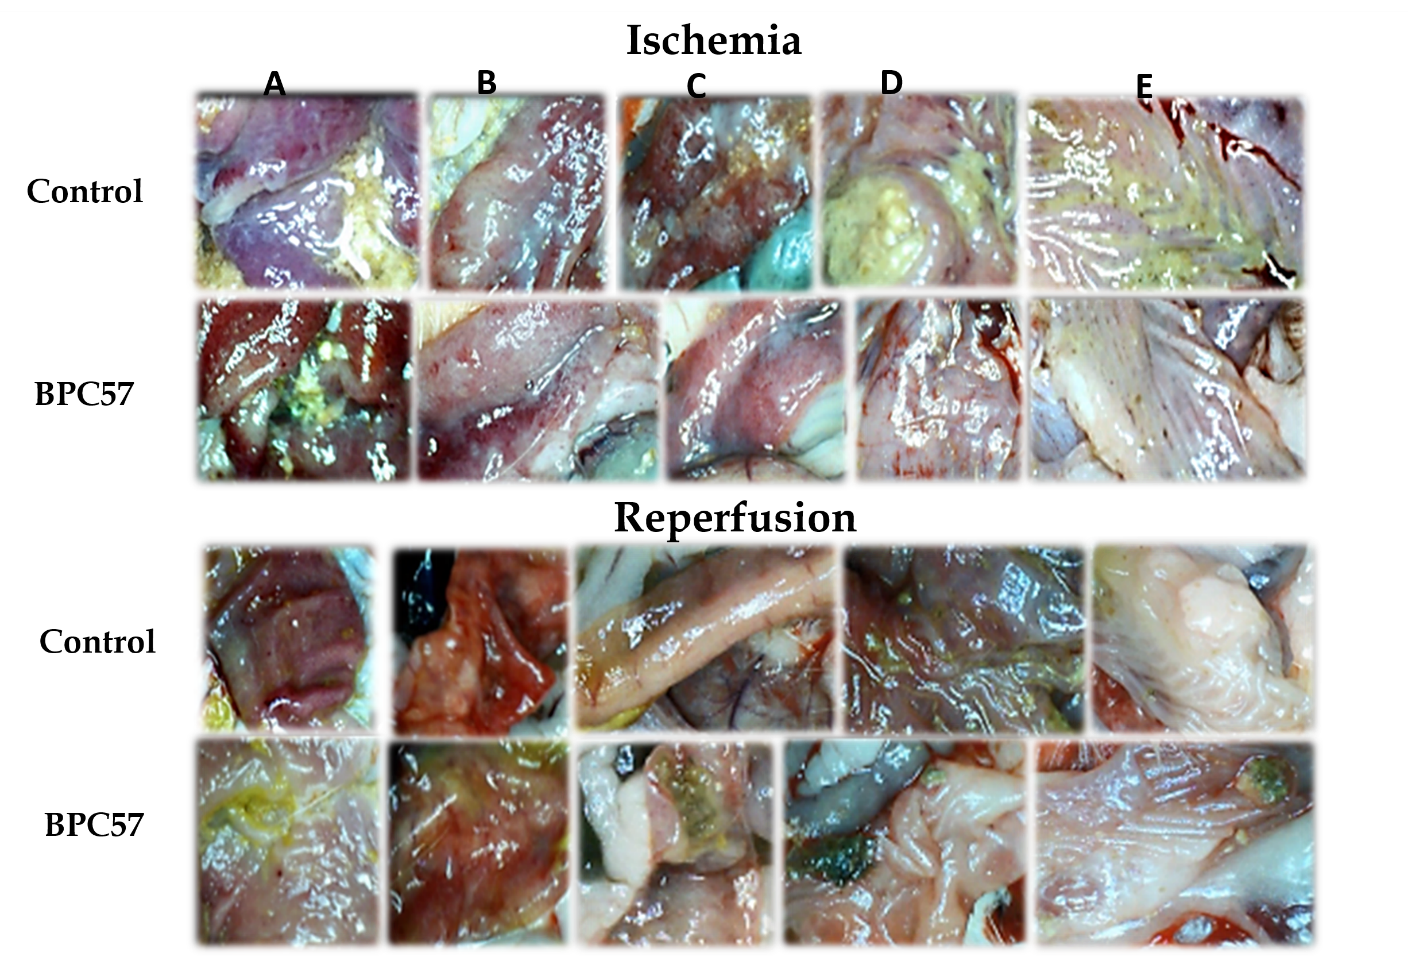 Ischemia
A B C D E
Control
BPC57
Reperfusion
Control
BPC57